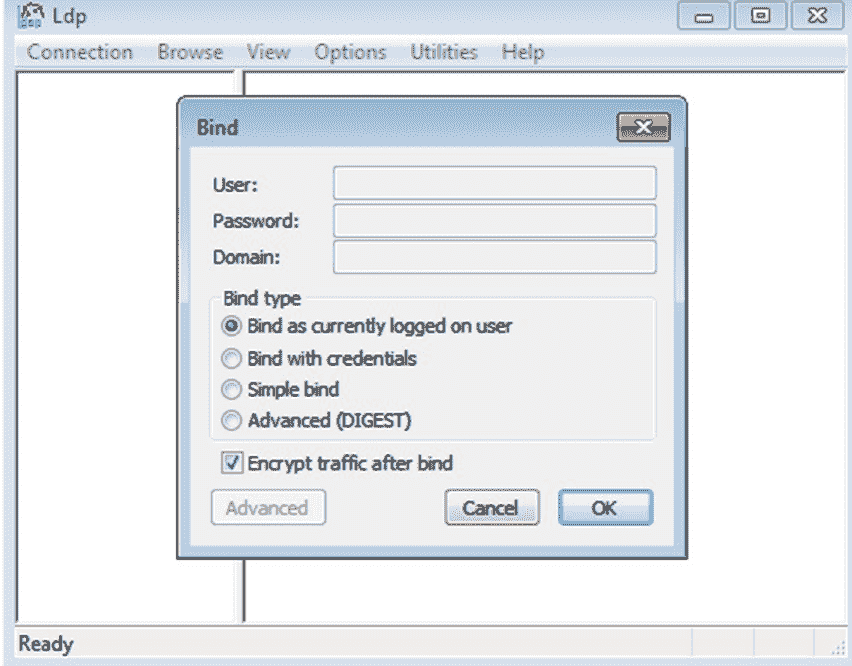 Ldp
Connection Browse View Options Utilities Help
Bind
User:
Password:
Domain:
Bind type
Bind as currently logged on user
Bind with credentials
Simple bind
Advanced (DIGEST)
Encrypt traffic after bind
Advanced Cancel OK
Ready